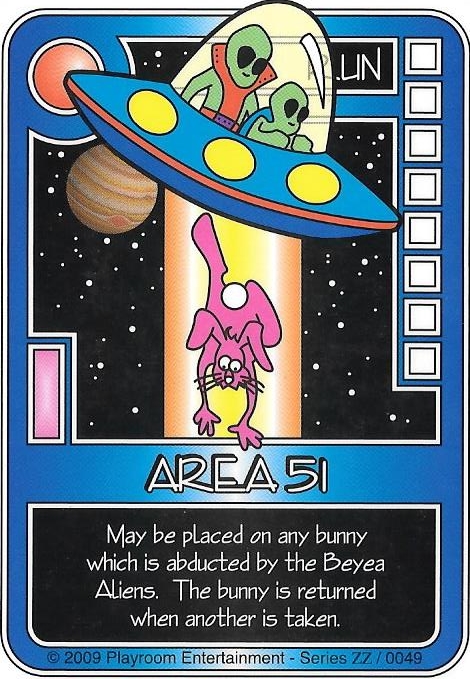 RUN
AREA 51
May be placed on any bunny
which is abducted by the Beyea
Aliens. The bunny is returned
when another is taken.
© 2009 Playroom Entertainment - Series ZZ / 0049